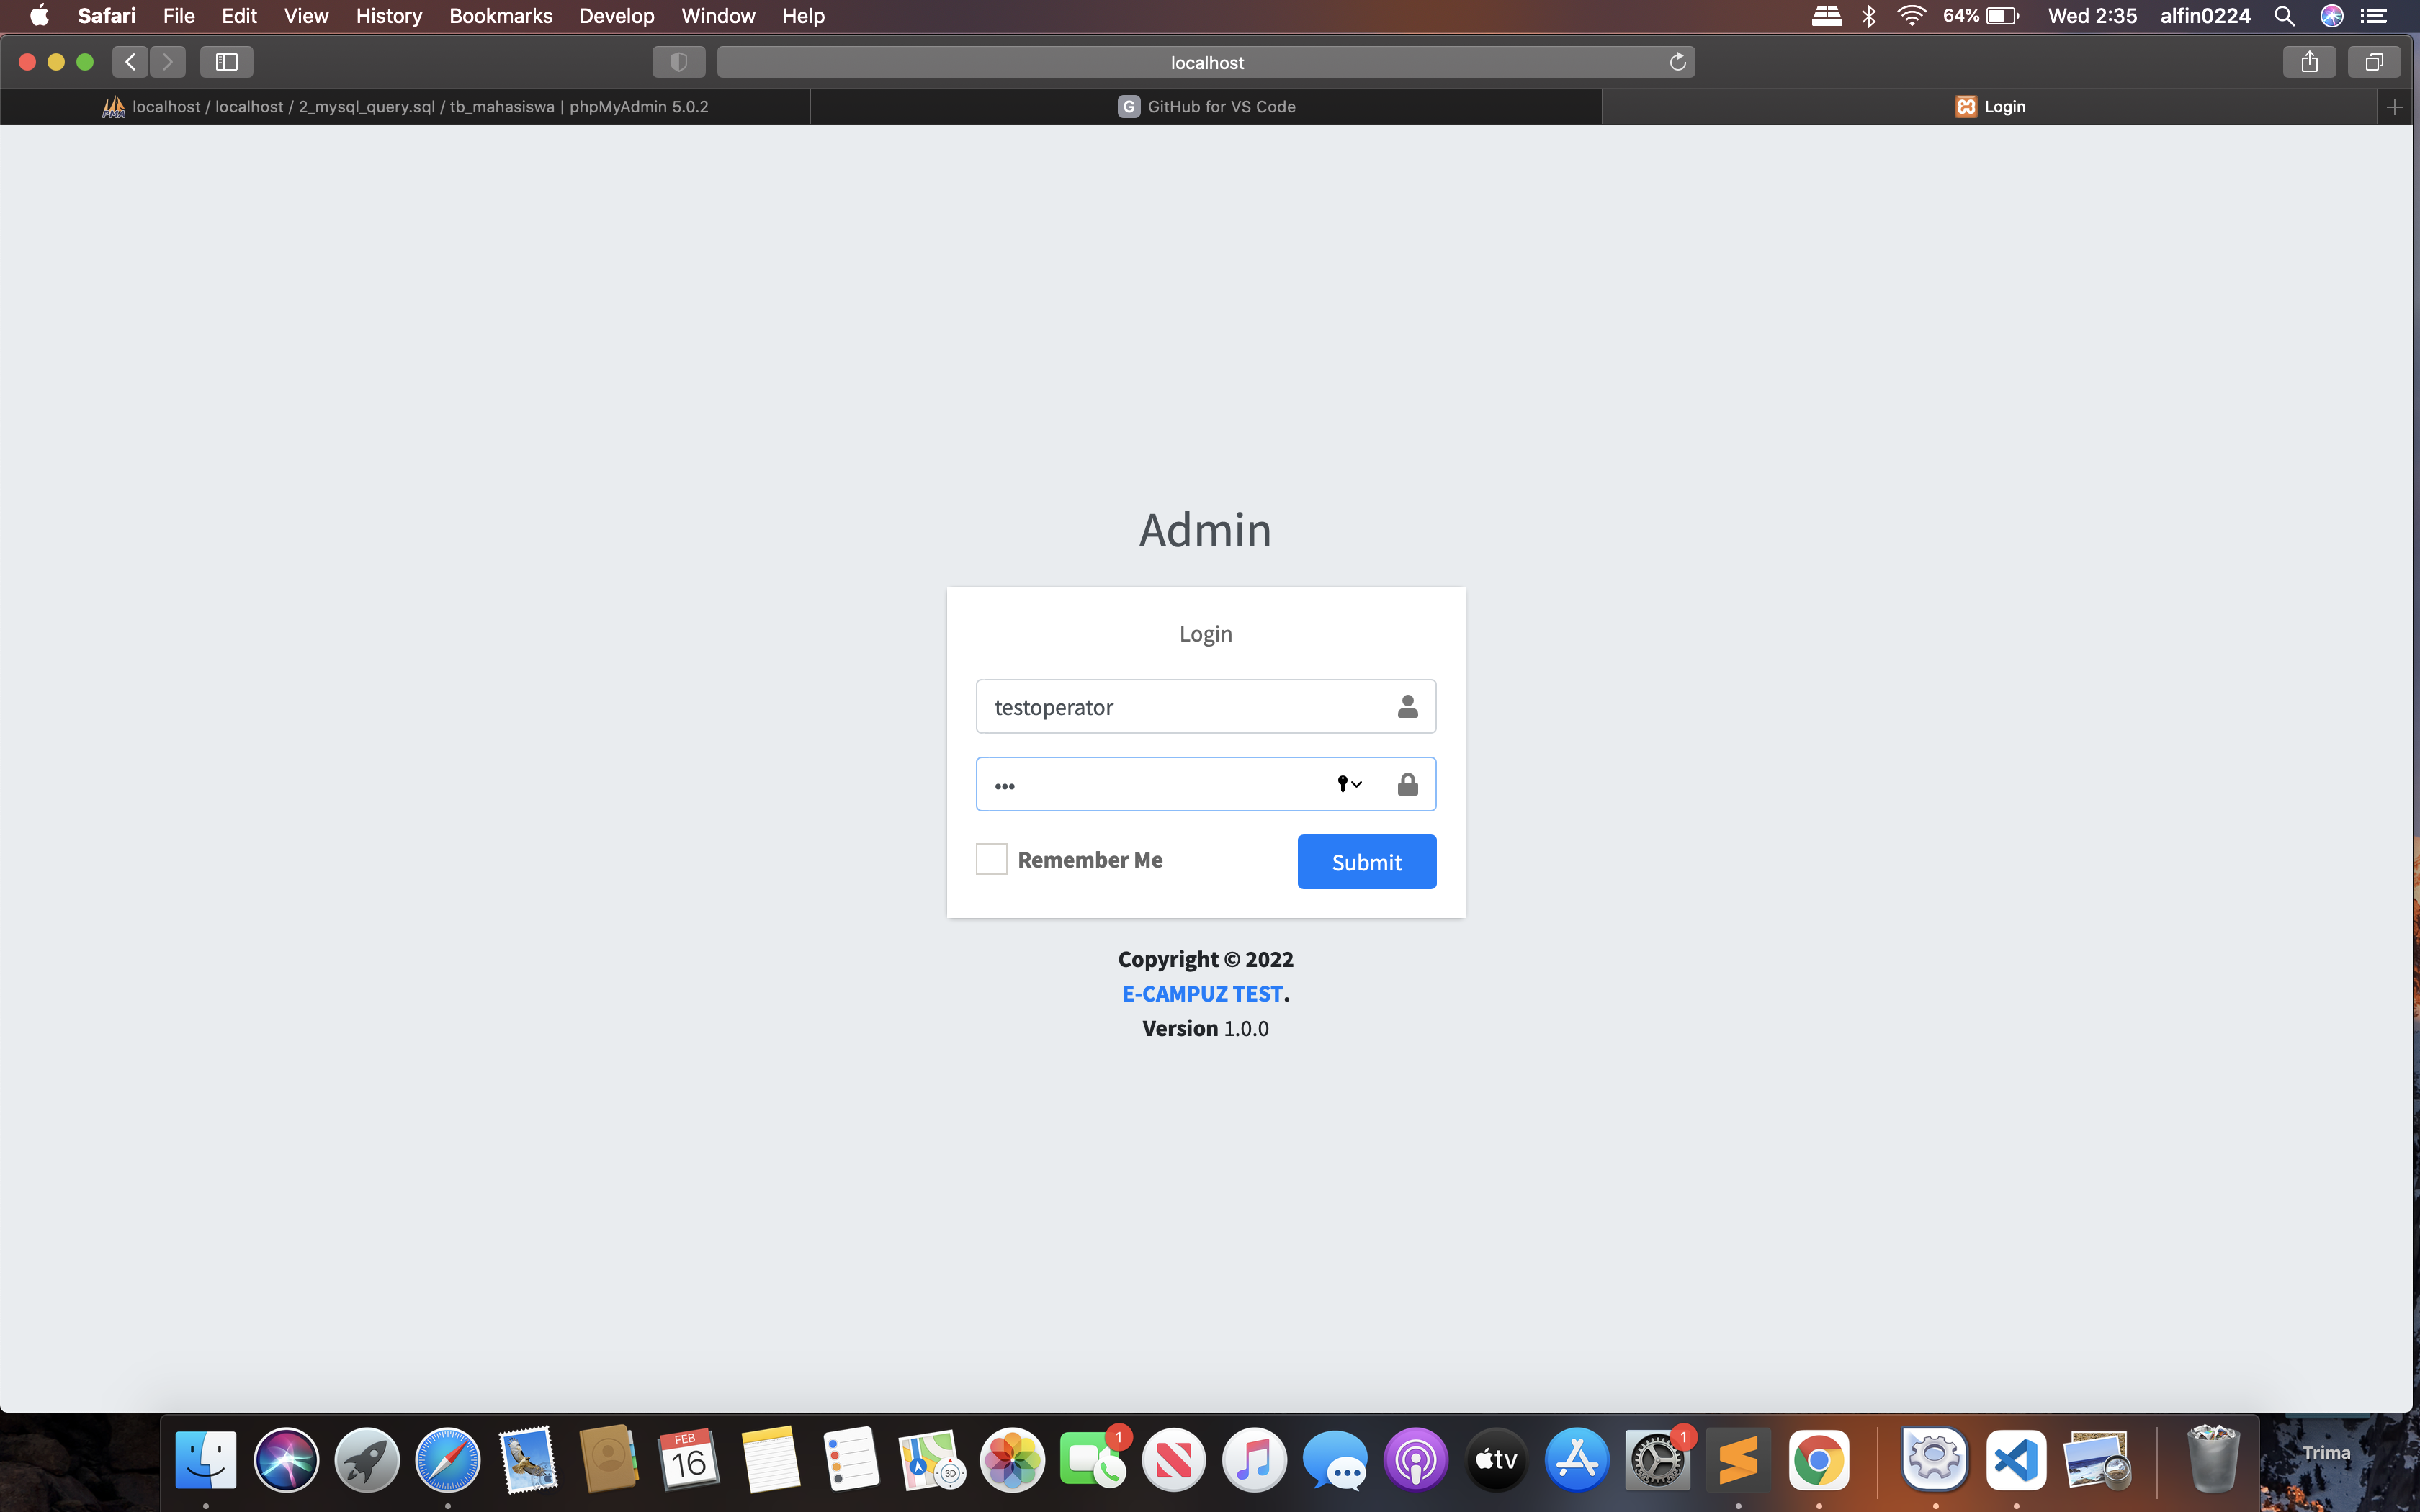 Safari File Edit View History Bookmarks Develop Window Help 64% Wed 2:35 alfin0224
localhost
localhost / localhost / 2_mysql_query.sql / tb_mahasiswa | phpMyAdmin 5.0.2
G GitHub for VS Code
Login
Admin
Login
testoperator
•••
Remember Me
Submit
Copyright © 2022
E-CAMPUZ TEST.
Version 1.0.0
FEB
16
3D
1
tv
1
Trima